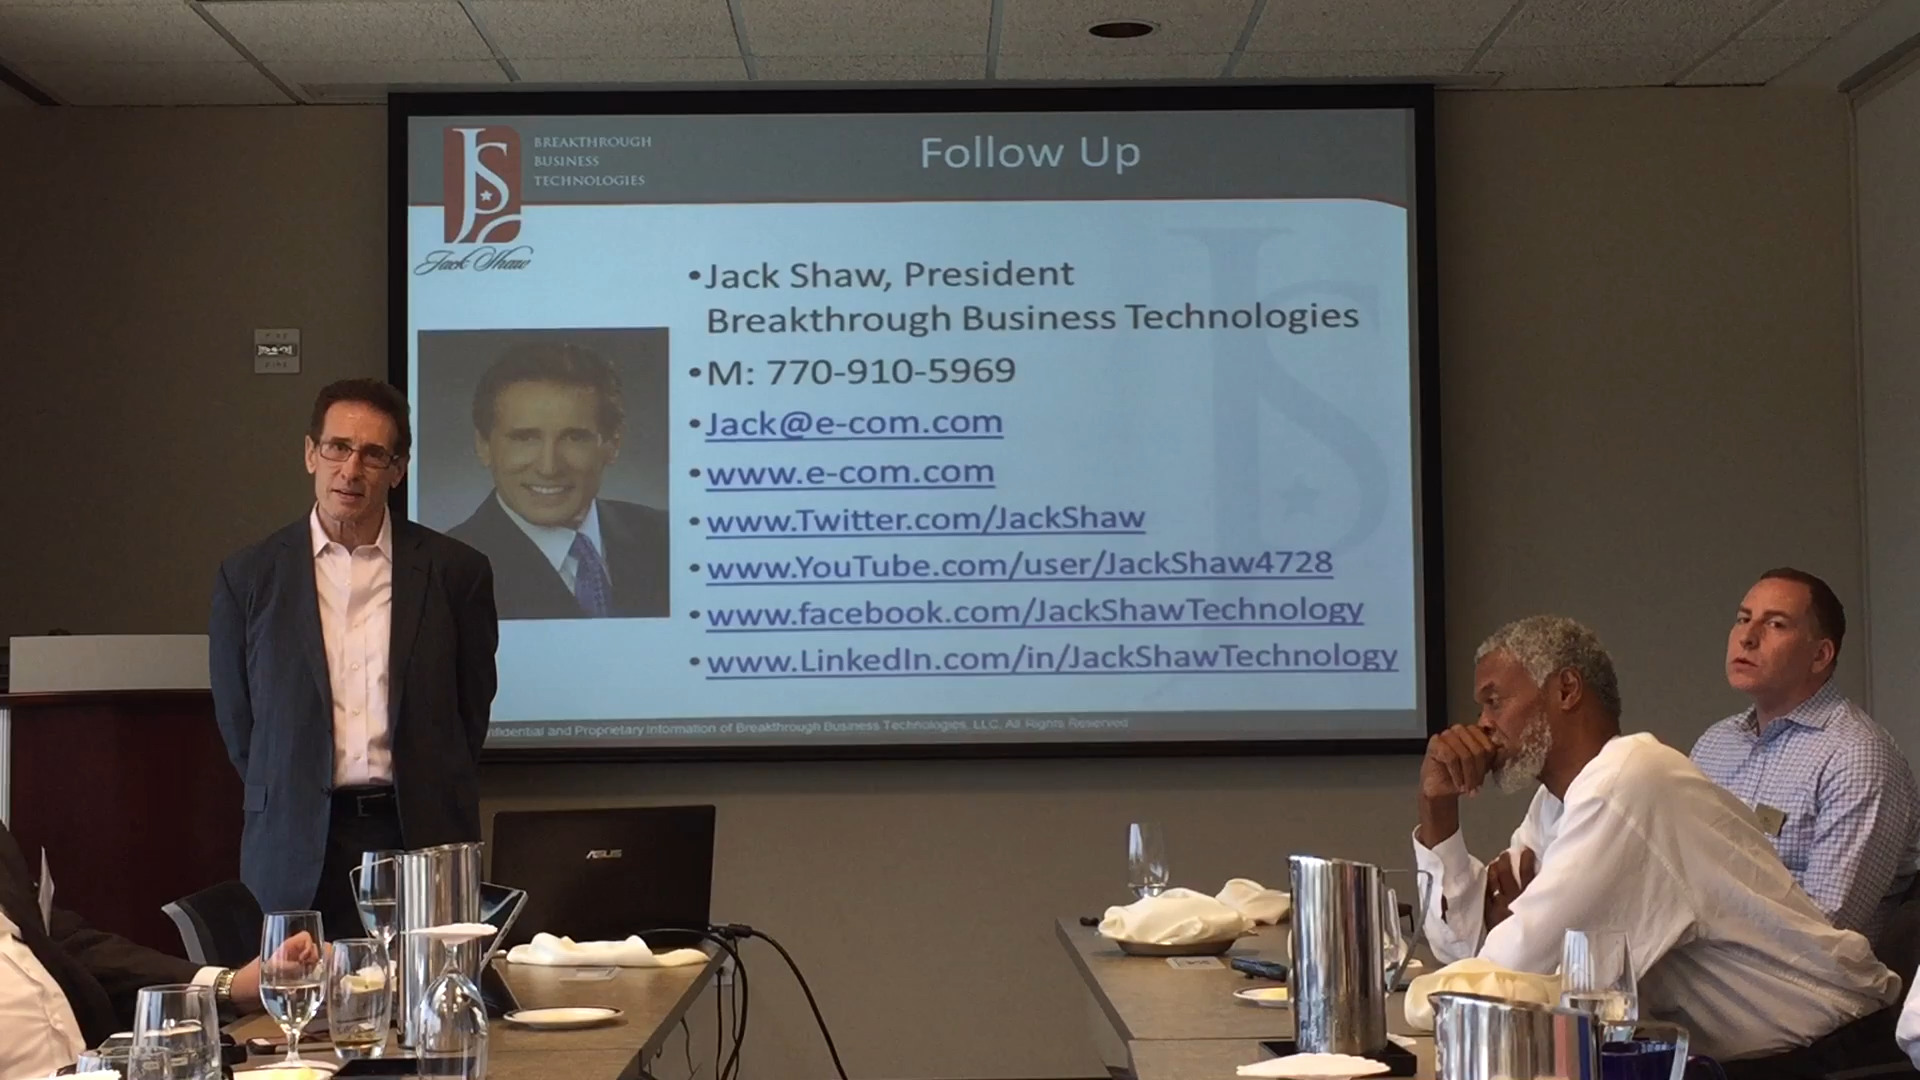 BREAKTHROUGH
BUSINESS
TECHNOLOGIES
JS
Jack Shaw
Follow Up
•Jack Shaw, President
Breakthrough Business Technologies
•M: 770-910-5969
•Jack@e-com.com
•www.e-com.com
•www.Twitter.com/JackShaw
•www.YouTube.com/user/JackShaw4728
•www.facebook.com/JackShawTechnology
•www.LinkedIn.com/in/JackShawTechnology
and Proprietary Information of Breakthrough Business Technologies, LLC. All Rights Reserved
ASUS